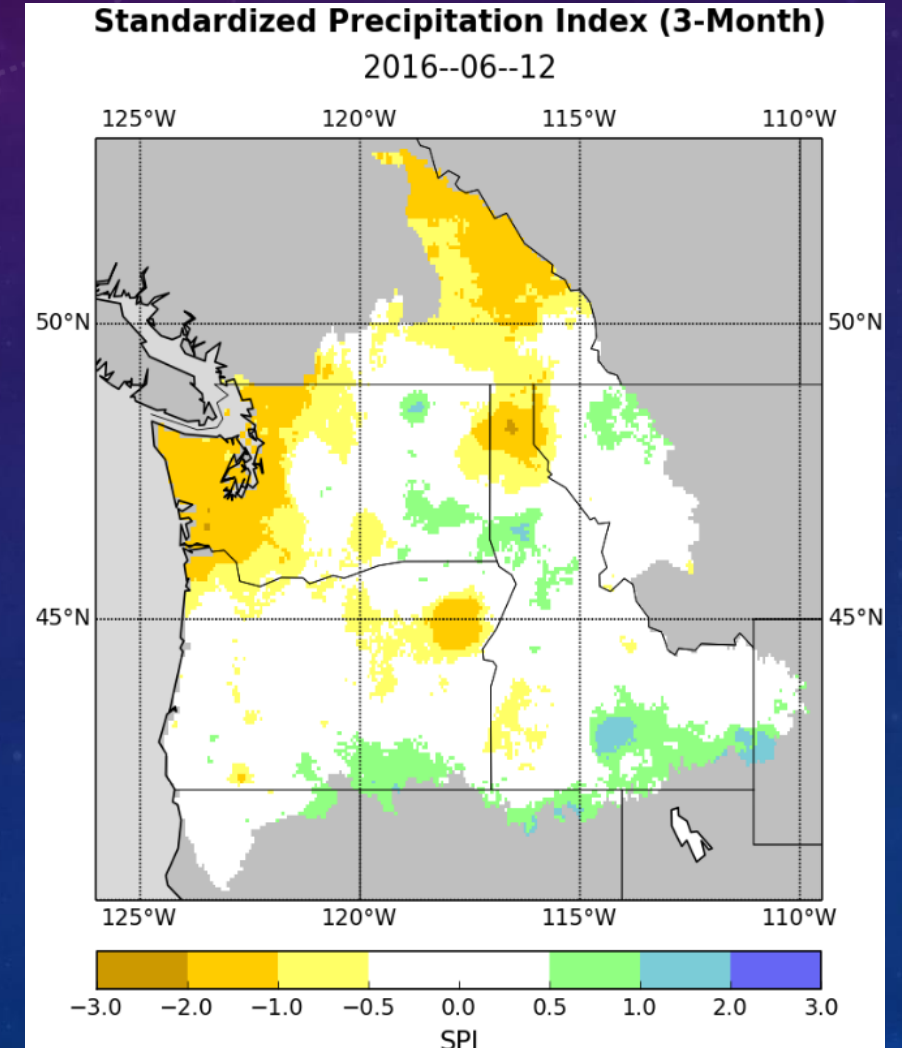 Standardized Precipitation Index (3-Month)
2016--06--12
125°W 120°W 115°W 110°W
50°N 50°N
45°N 45°N
125°W 120°W 115°W 110°W
−3.0 −2.0 −1.0 −0.5 0.0 0.5 1.0 2.0 3.0
SPI